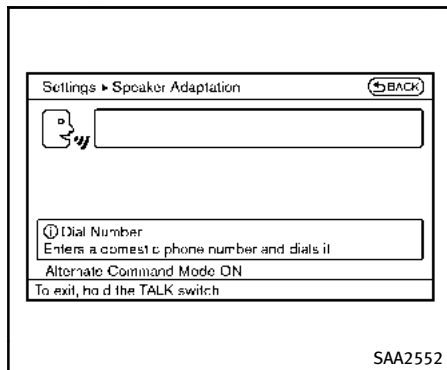 Settings ▸ Speaker Adaptation
BACK
Dial Number
Enters a domestic phone number and dials it
Alternate Command Mode ON
To exit, hold the TALK switch
SAA2552